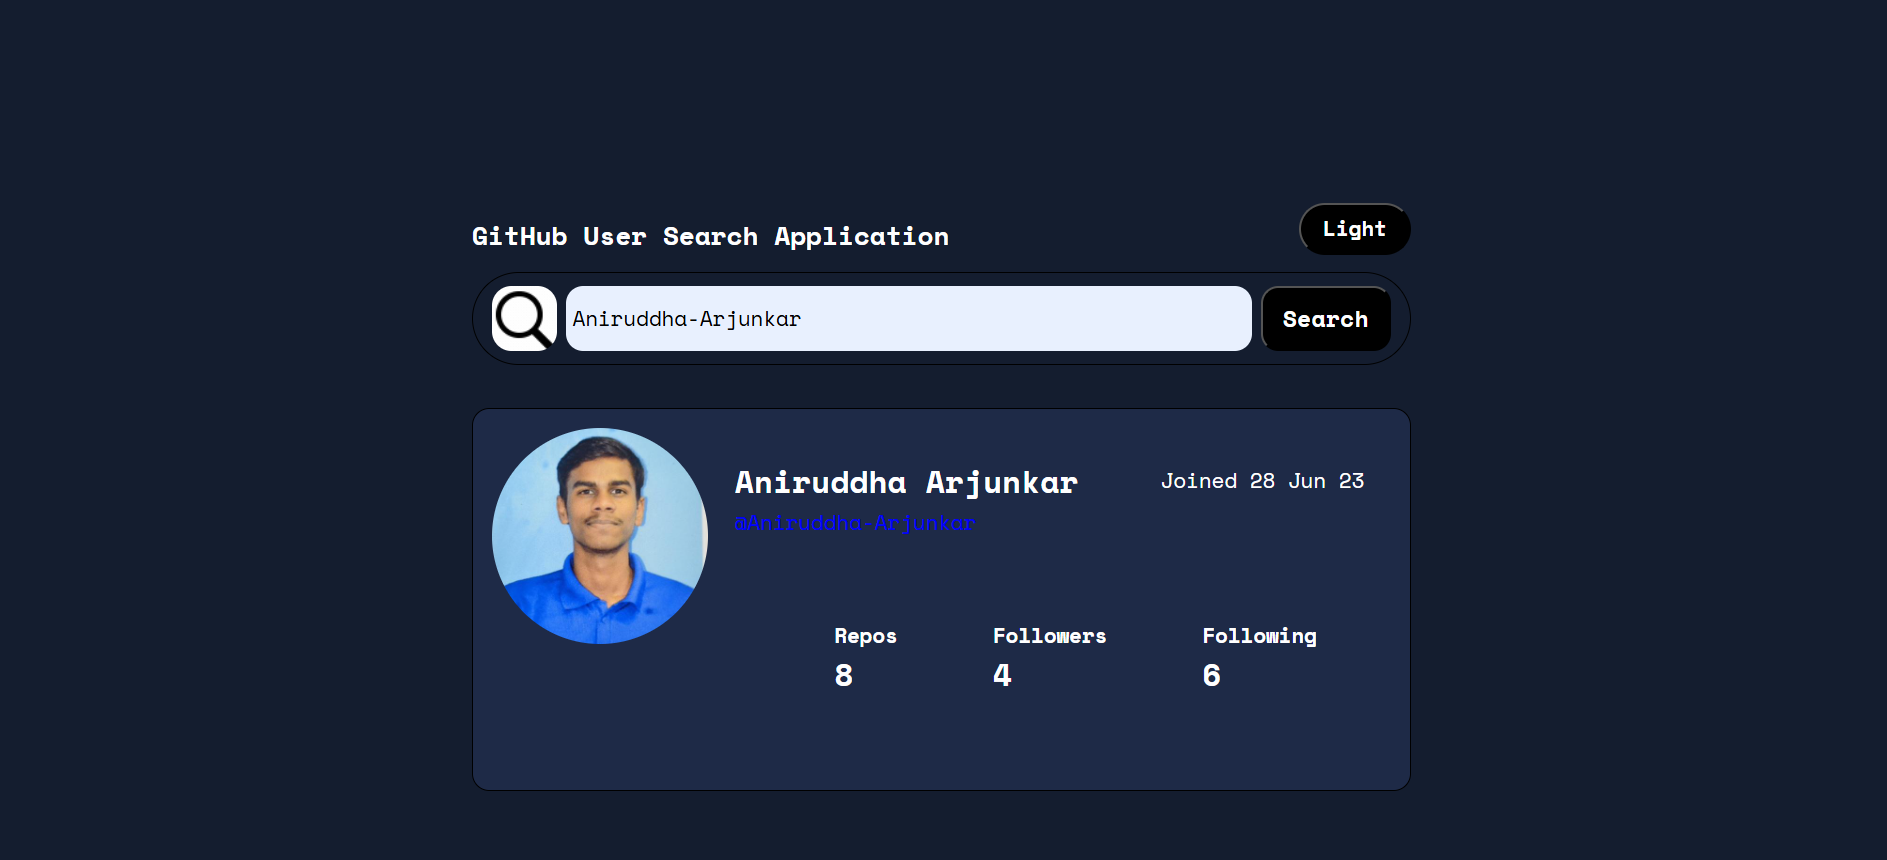 GitHub User Search Application
Light
Aniruddha-Arjunkar
Search
Aniruddha Arjunkar
Joined 28 Jun 23
@Aniruddha-Arjunkar
Repos Followers Following
8 4 6